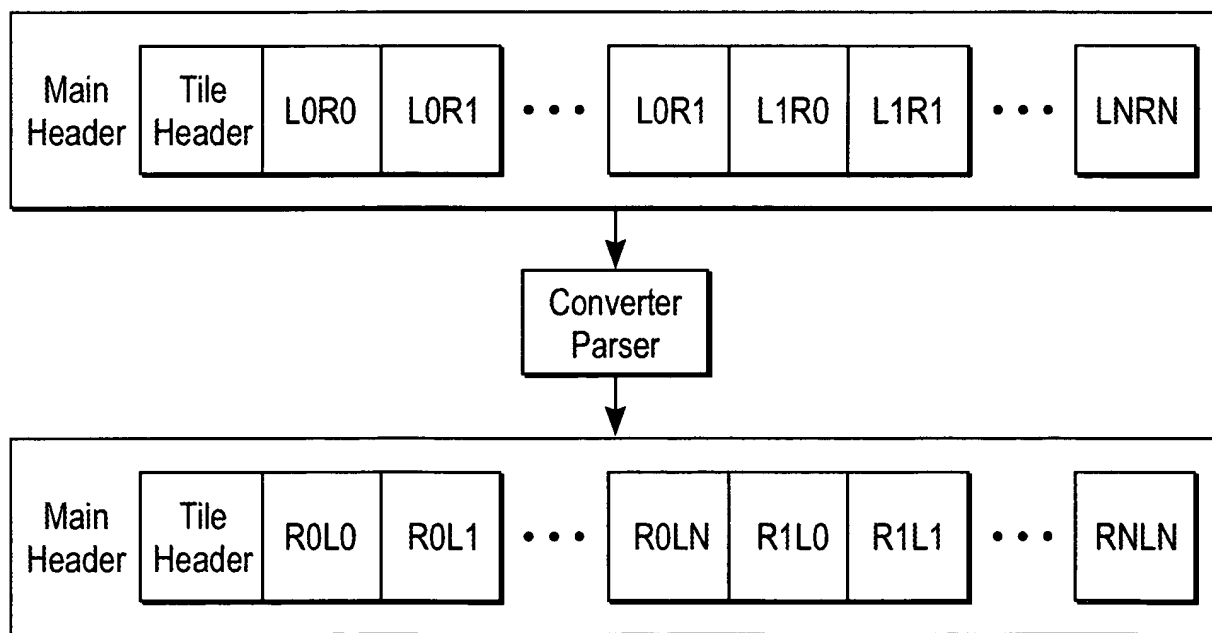 Main Header Tile Header L0R0 L0R1 • • • L0R1 L1R0 L1R1 • • • LNRN
Converter
Parser
Main Header Tile Header R0L0 R0L1 • • • R0LN R1L0 R1L1 • • • RNLN